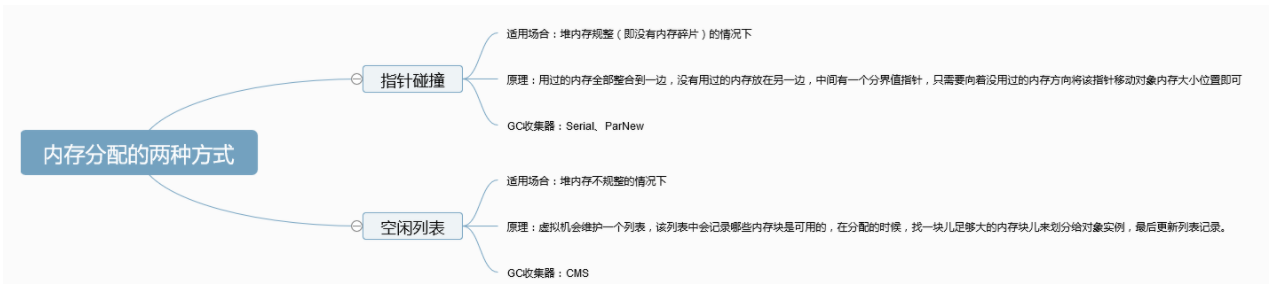 内存分配的两种方式
指针碰撞
适用场合：堆内存规整（即没有内存碎片）的情况下
原理：用过的内存全部整合到一边，没有用过的内存放在另一边，中间有一个分界值指针，只需要向着没用过的内存方向将该指针移动对象内存大小位置即可
GC收集器：Serial、ParNew
空闲列表
适用场合：堆内存不规整的情况下
原理：虚拟机会维护一个列表，该列表中会记录哪些内存块是可用的，在分配的时候，找一块儿足够大的内存块儿来划分给对象实例，最后更新列表记录。
GC收集器：CMS